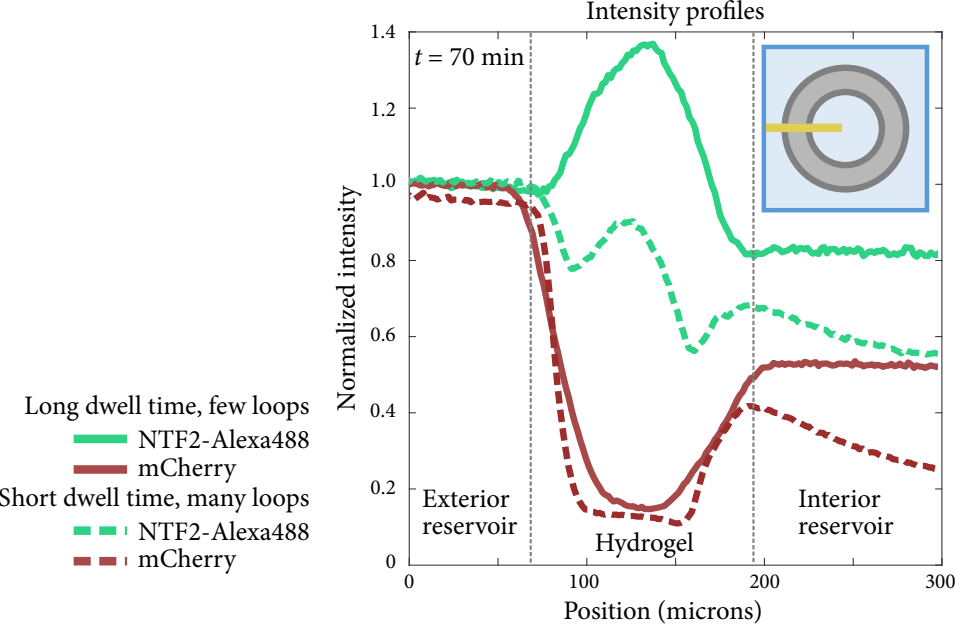 Intensity profiles
1.4
1.2
1.0
0.8
0.6
0.4
0.2
0
Normalized intensity
t = 70 min
Exterior
reservoir
Hydrogel
Interior
reservoir
0
100
200
300
Position (microns)
Long dwell time, few loops
NTF2-Alexa488
mCherry
Short dwell time, many loops
NTF2-Alexa488
mCherry